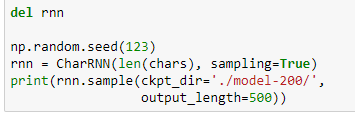 del rnn
np.random.seed(123)
rnn = CharRNN(len(chars), sampling=True)
print(rnn.sample(ckpt_dir='./model-200/',
output_length=500))